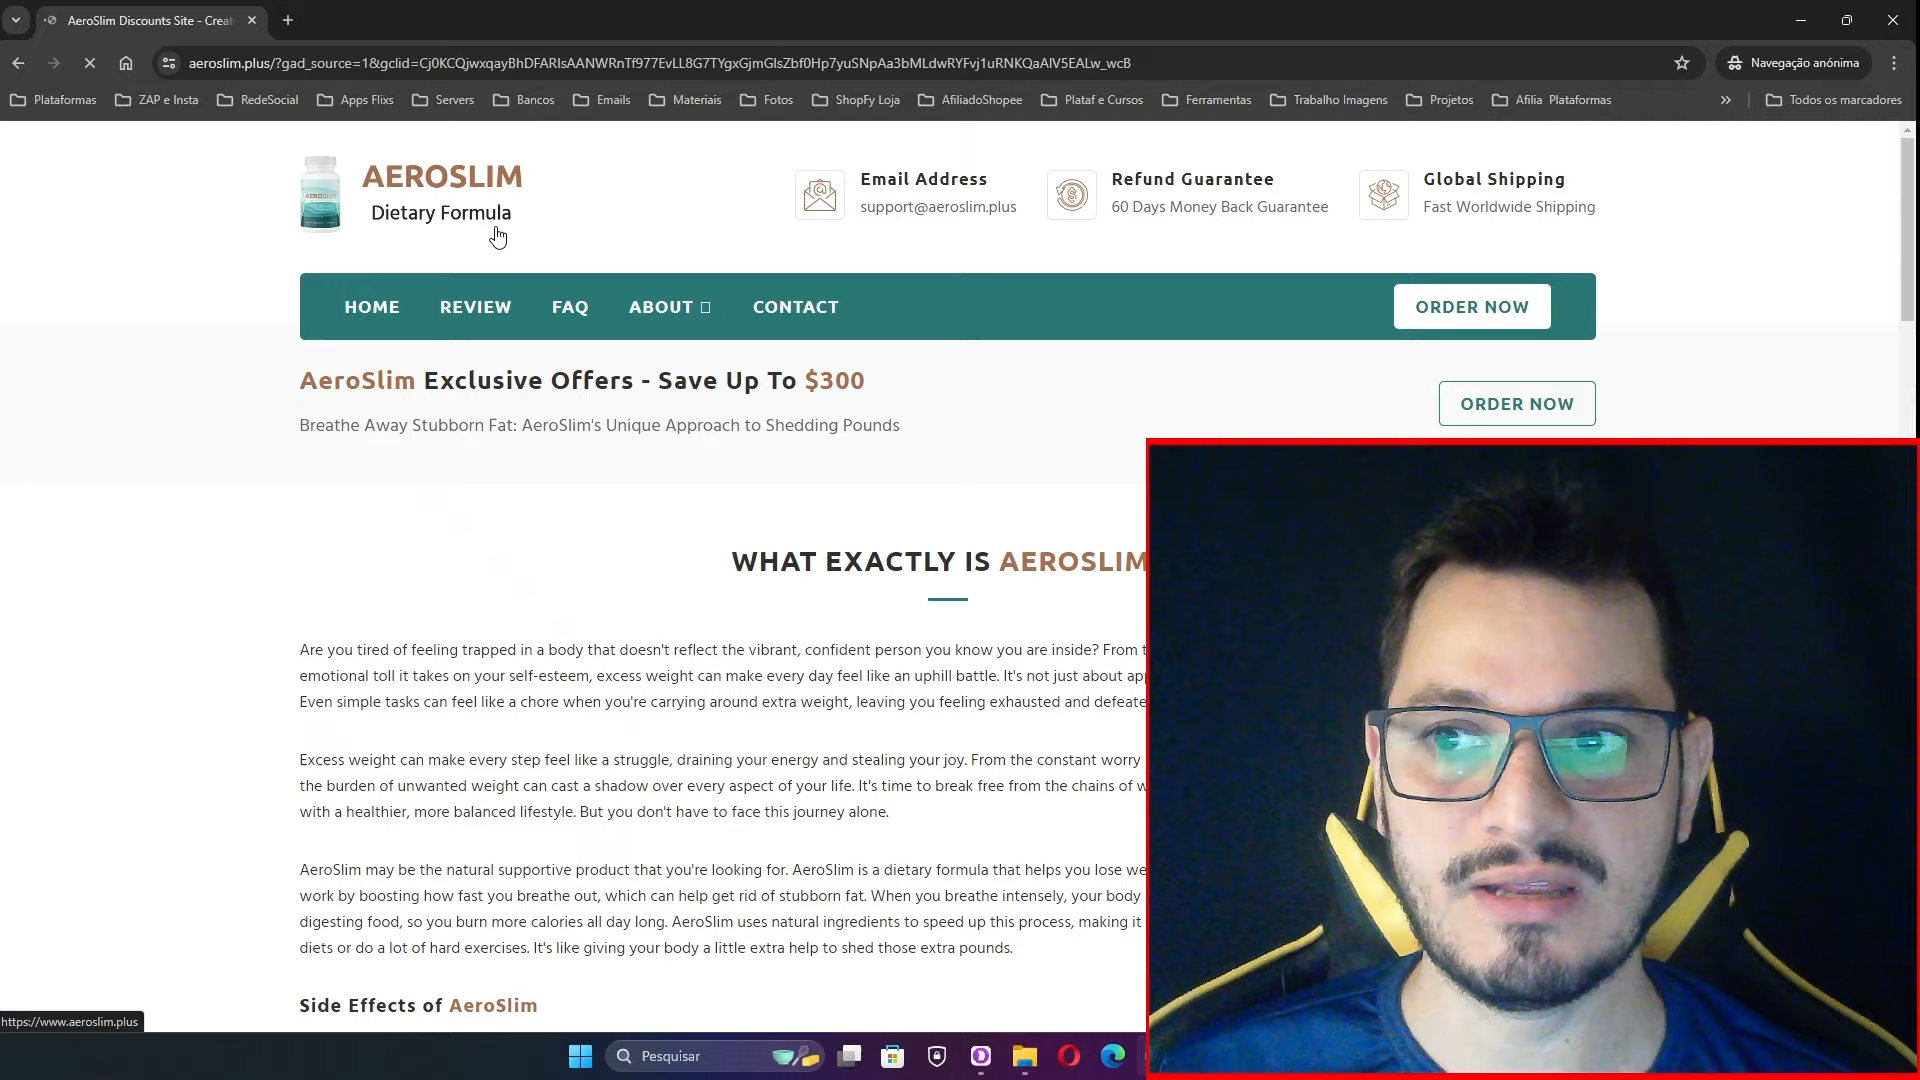 AeroSlim Discounts Site - Creat
aeroslim.plus/?gad_source=1&gclid=Cj0KCQjwxqayBhDFARIsAANWRnTf977EvLL8G7TYgxGjmGlsZbf0Hp7yuSNpAa3bMLdwRYFvj1uRNKQaAlV5EALw_wcB
Navegação anónima
Plataformas
ZAP e Insta
RedeSocial
Apps Flixs
Servers
Bancos
Emails
Materiais
Fotos
ShopFy Loja
AfiliadoShopee
Plataf e Cursos
Ferramentas
Trabalho Imagens
Projetos
Afilia Plataformas
Todos os marcadores
AEROSLIM
AEROSLIM
Dietary Formula
Email Address
support@aeroslim.plus
Refund Guarantee
60 Days Money Back Guarantee
Global Shipping
Fast Worldwide Shipping
HOME
REVIEW
FAQ
ABOUT
CONTACT
ORDER NOW
AeroSlim Exclusive Offers - Save Up To $300
Breathe Away Stubborn Fat: AeroSlim's Unique Approach to Shedding Pounds
ORDER NOW
WHAT EXACTLY IS AEROSLIM
Are you tired of feeling trapped in a body that doesn't reflect the vibrant, confident person you know you are inside? From t
emotional toll it takes on your self-esteem, excess weight can make every day feel like an uphill battle. It's not just about ap
Even simple tasks can feel like a chore when you're carrying around extra weight, leaving you feeling exhausted and defeate
Excess weight can make every step feel like a struggle, draining your energy and stealing your joy. From the constant worry
the burden of unwanted weight can cast a shadow over every aspect of your life. It's time to break free from the chains of w
with a healthier, more balanced lifestyle. But you don't have to face this journey alone.
AeroSlim may be the natural supportive product that you're looking for. AeroSlim is a dietary formula that helps you lose we
work by boosting how fast you breathe out, which can help get rid of stubborn fat. When you breathe intensely, your body
digesting food, so you burn more calories all day long. AeroSlim uses natural ingredients to speed up this process, making it
diets or do a lot of hard exercises. It's like giving your body a little extra help to shed those extra pounds.
Side Effects of AeroSlim
https://www.aeroslim.plus
Pesquisar